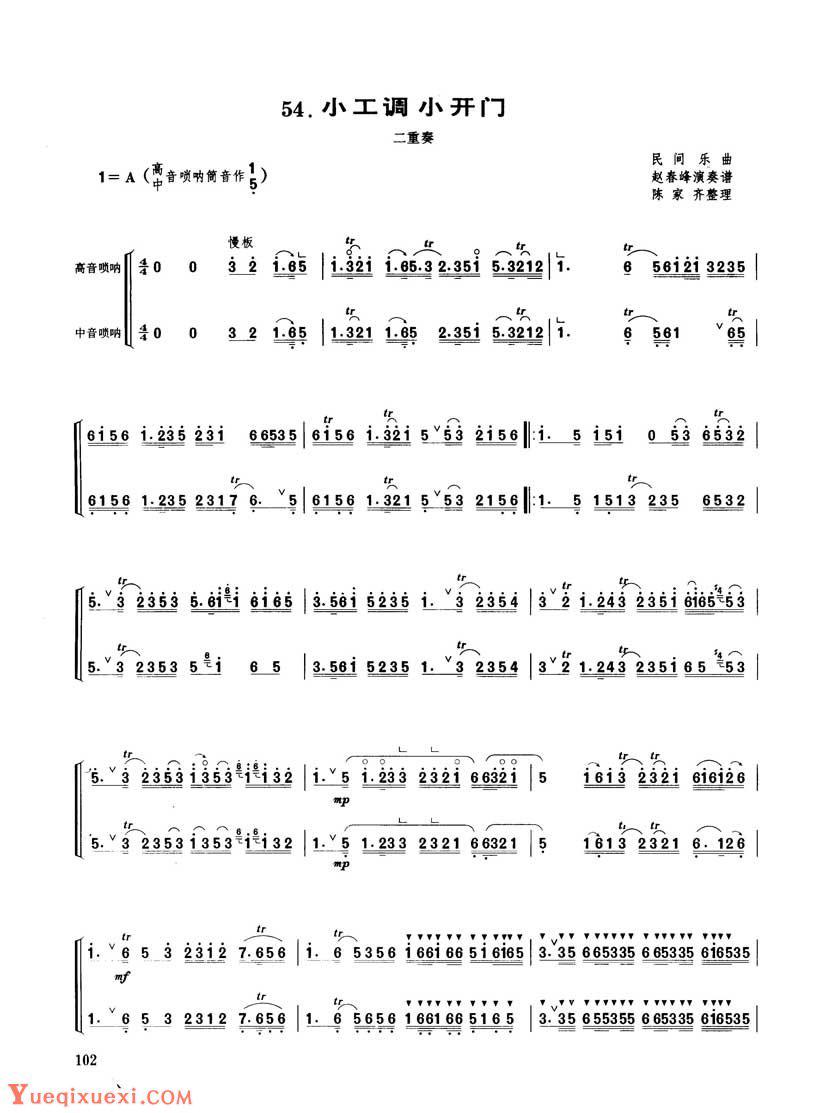 54. 小工调 小开门
二重奏
1=A（高中音唢呐筒音作1 5）
民间乐曲
赵春峰演奏谱
陈家齐整理
慢板
高音唢呐 4/4 0 0 3 2 1.65 | 1.321 1.65.3 2.351 5.3212 | 1. 6 56121 3235
中音唢呐 4/4 0 0 3 2 1.65 | 1.321 1.65 2.351 5.3212 | 1. 6 561 65
6156 1.235 231 66535 | 6156 1.321 5 53 2156 1. 5 151 0 53 6532
6156 1.235 2317 6. 5 | 6156 1.321 5 53 2156 1. 5 1513 235 6532
5. 3 2353 5.61 6 1 6165 | 3.561 5235 1. 3 2354 | 3 2 1.243 2351 6165 #4 53
5. 3 2353 5 6 1 6 5 | 3.561 5235 1. 3 2354 | 3 2 1.243 2351 65 #4 53
5. 3 2353 1353 6 1 6 132 | 1. 5 1.233 2321 66321 | 5 1613 2321 616126
5. 3 2353 1353 6 1 6 132 | 1. 5 1.233 2321 66321 | 5 1613 2321 6.126
mp
mp
1. 6 5 3 2312 7.656 | 1. 6 5356 166166 51 6165 | 3.35 665335 665335 616535
mf
1. 6 5 3 2312 7.656 | 1. 6 5656 166166 5165 | 3.35 655355 665335 616535
102
Yueqixuexi.com